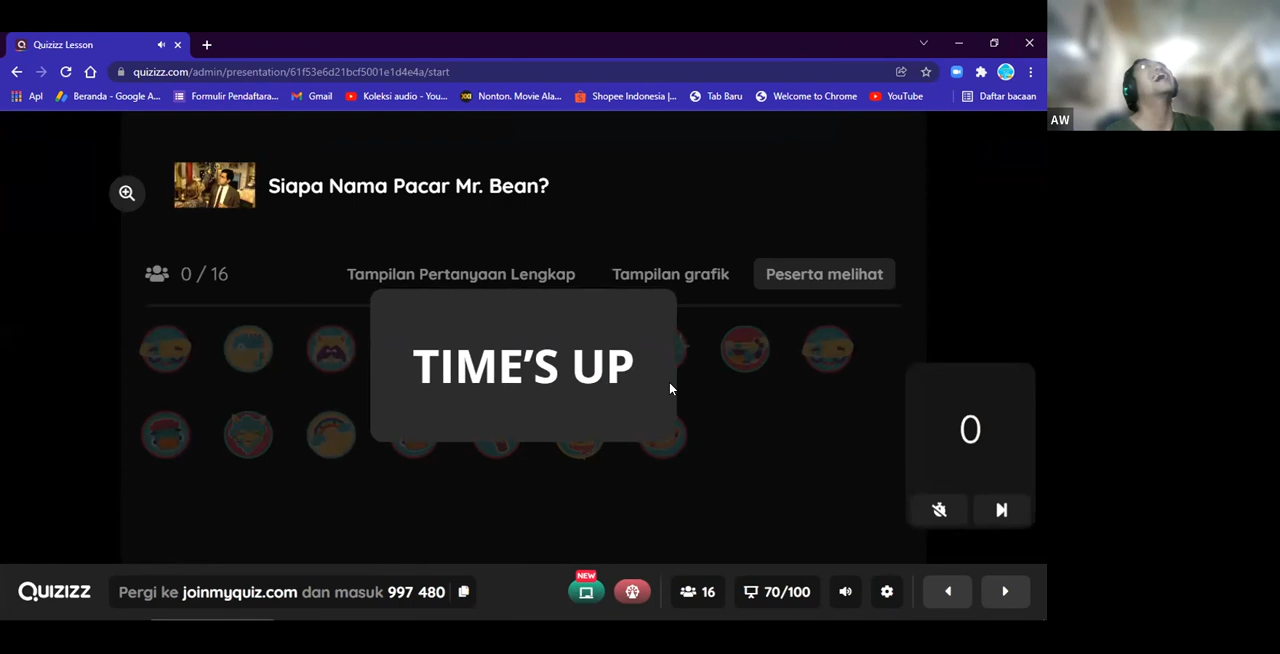 Quizizz Lesson
quizizz.com/admin/presentation/61f53e6d21bcf5001e1d4e4a/start
Apl
Beranda - Google A...
Formulir Pendaftara...
Gmail
Koleksi audio - You...
Nonton. Movie Ala...
Shopee Indonesia |...
Tab Baru
Welcome to Chrome
YouTube
Daftar bacaan
AW
Siapa Nama Pacar Mr. Bean?
0 / 16
Tampilan Pertanyaan Lengkap
Tampilan grafik
Peserta melihat
TIME'S UP
0
QUIZIZZ
Pergi ke joinmyquiz.com dan masuk 997 480
NEW
16
70/100